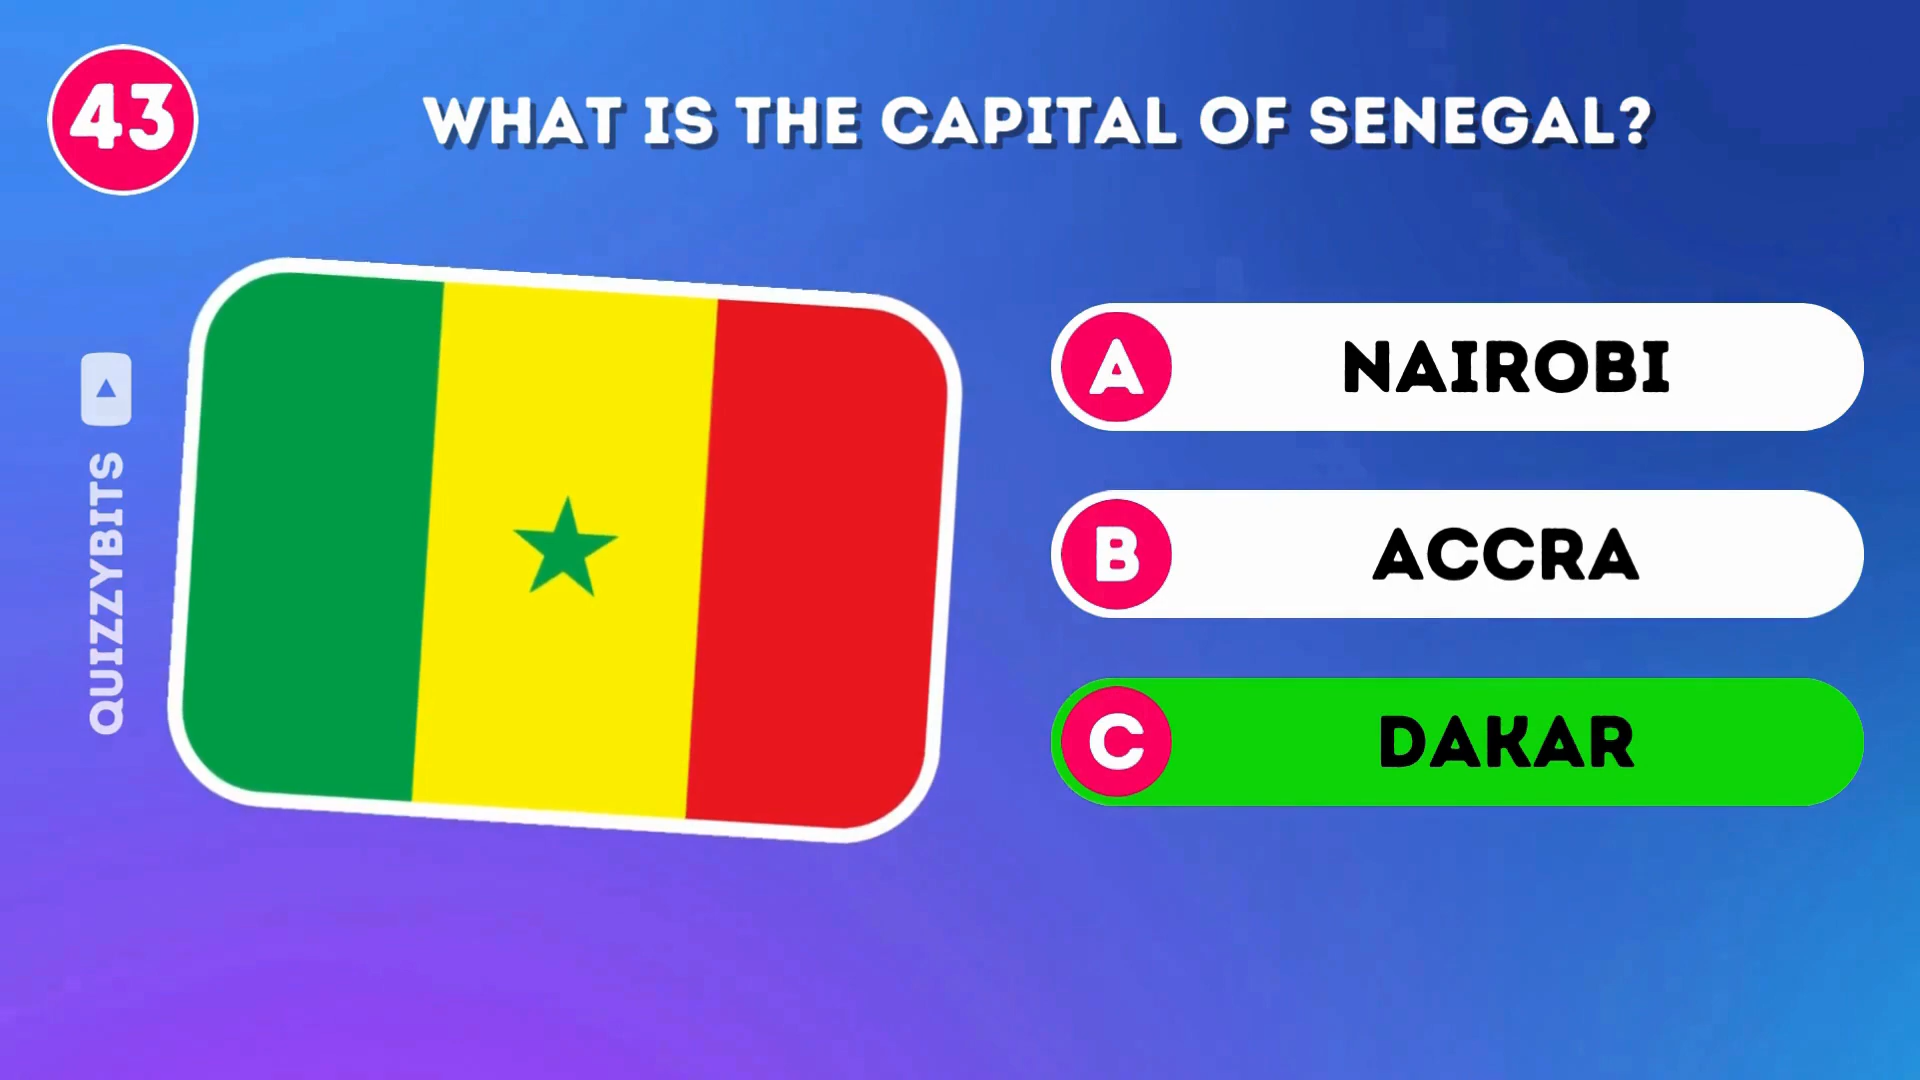 43
WHAT IS THE CAPITAL OF SENEGAL?
QUIZZYBITS
A NAIROBI
B ACCRA
C DAKAR